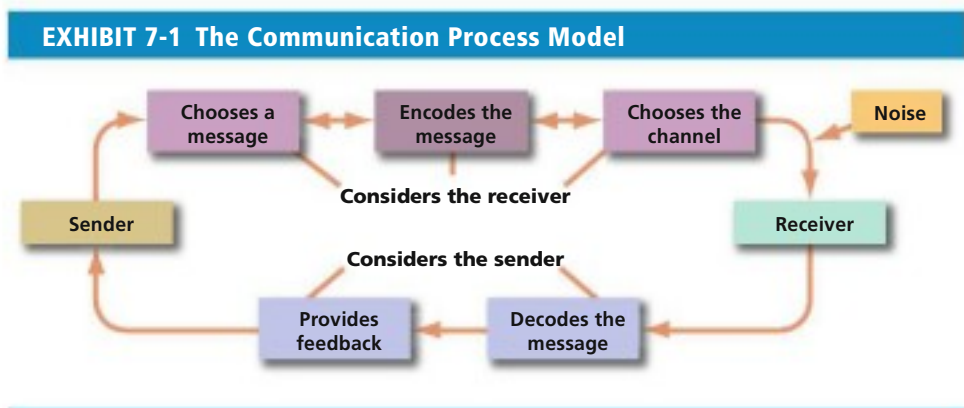 EXHIBIT 7-1 The Communication Process Model
Chooses a
message
Encodes the
message
Chooses the
channel
Noise
Considers the receiver
Sender
Receiver
Considers the sender
Provides
feedback
Decodes the
message